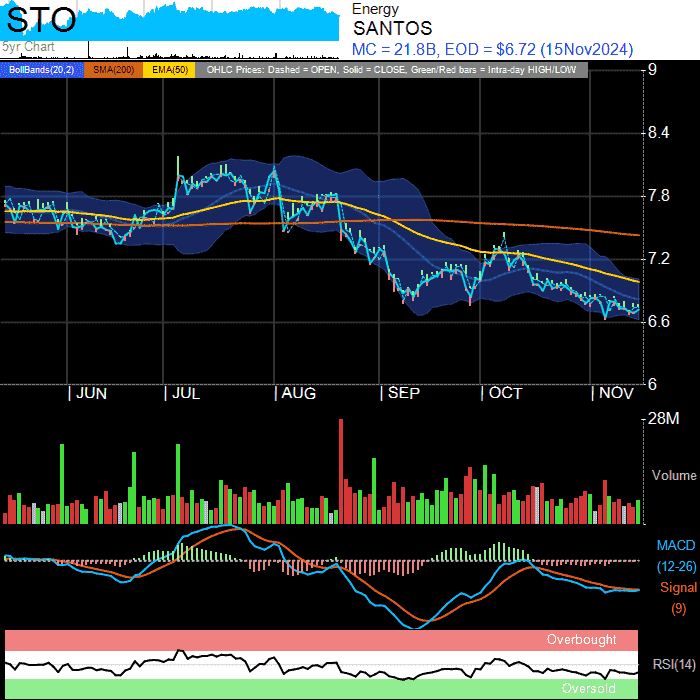 STO
5yr Chart
Energy
SANTOS
MC = 21.8B, EOD = $6.72 (15Nov2024)
BollBands(20,2) SMA(200) EMA(50) OHLC Prices: Dashed = OPEN, Solid = CLOSE, Green/Red bars = Intra-day HIGH/LOW
9
8.4
7.8
7.2
6.6
6
| JUN | JUL | AUG | SEP | OCT | NOV
28M
Volume
MACD
(12-26)
Signal
(9)
Overbought
RSI(14)
Oversold